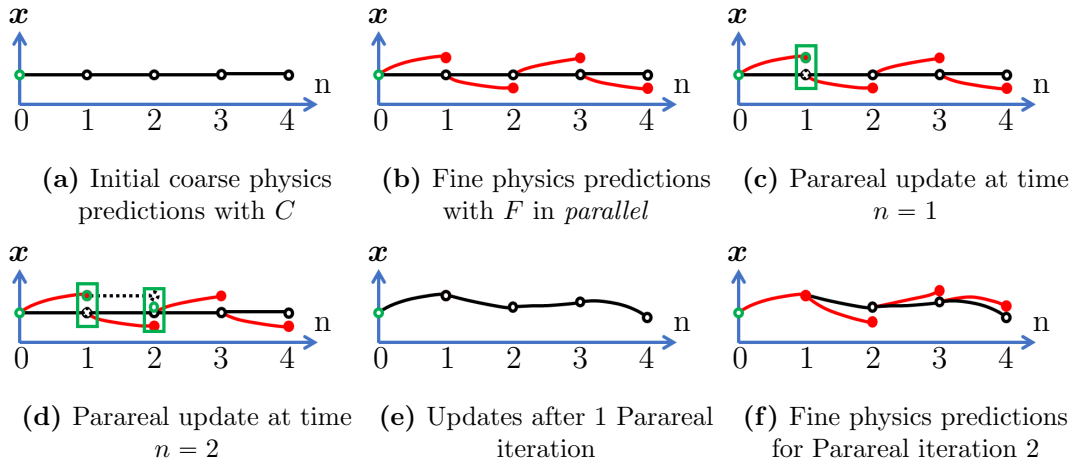 x x x
n n n
0 1 2 3 4 0 1 2 3 4 0 1 2 3 4
(a) Initial coarse physics
predictions with C
(b) Fine physics predictions
with F in parallel
(c) Parareal update at time
n = 1
x x x
n n n
0 1 2 3 4 0 1 2 3 4 0 1 2 3 4
(d) Parareal update at time
n = 2
(e) Updates after 1 Parareal
iteration
(f) Fine physics predictions
for Parareal iteration 2